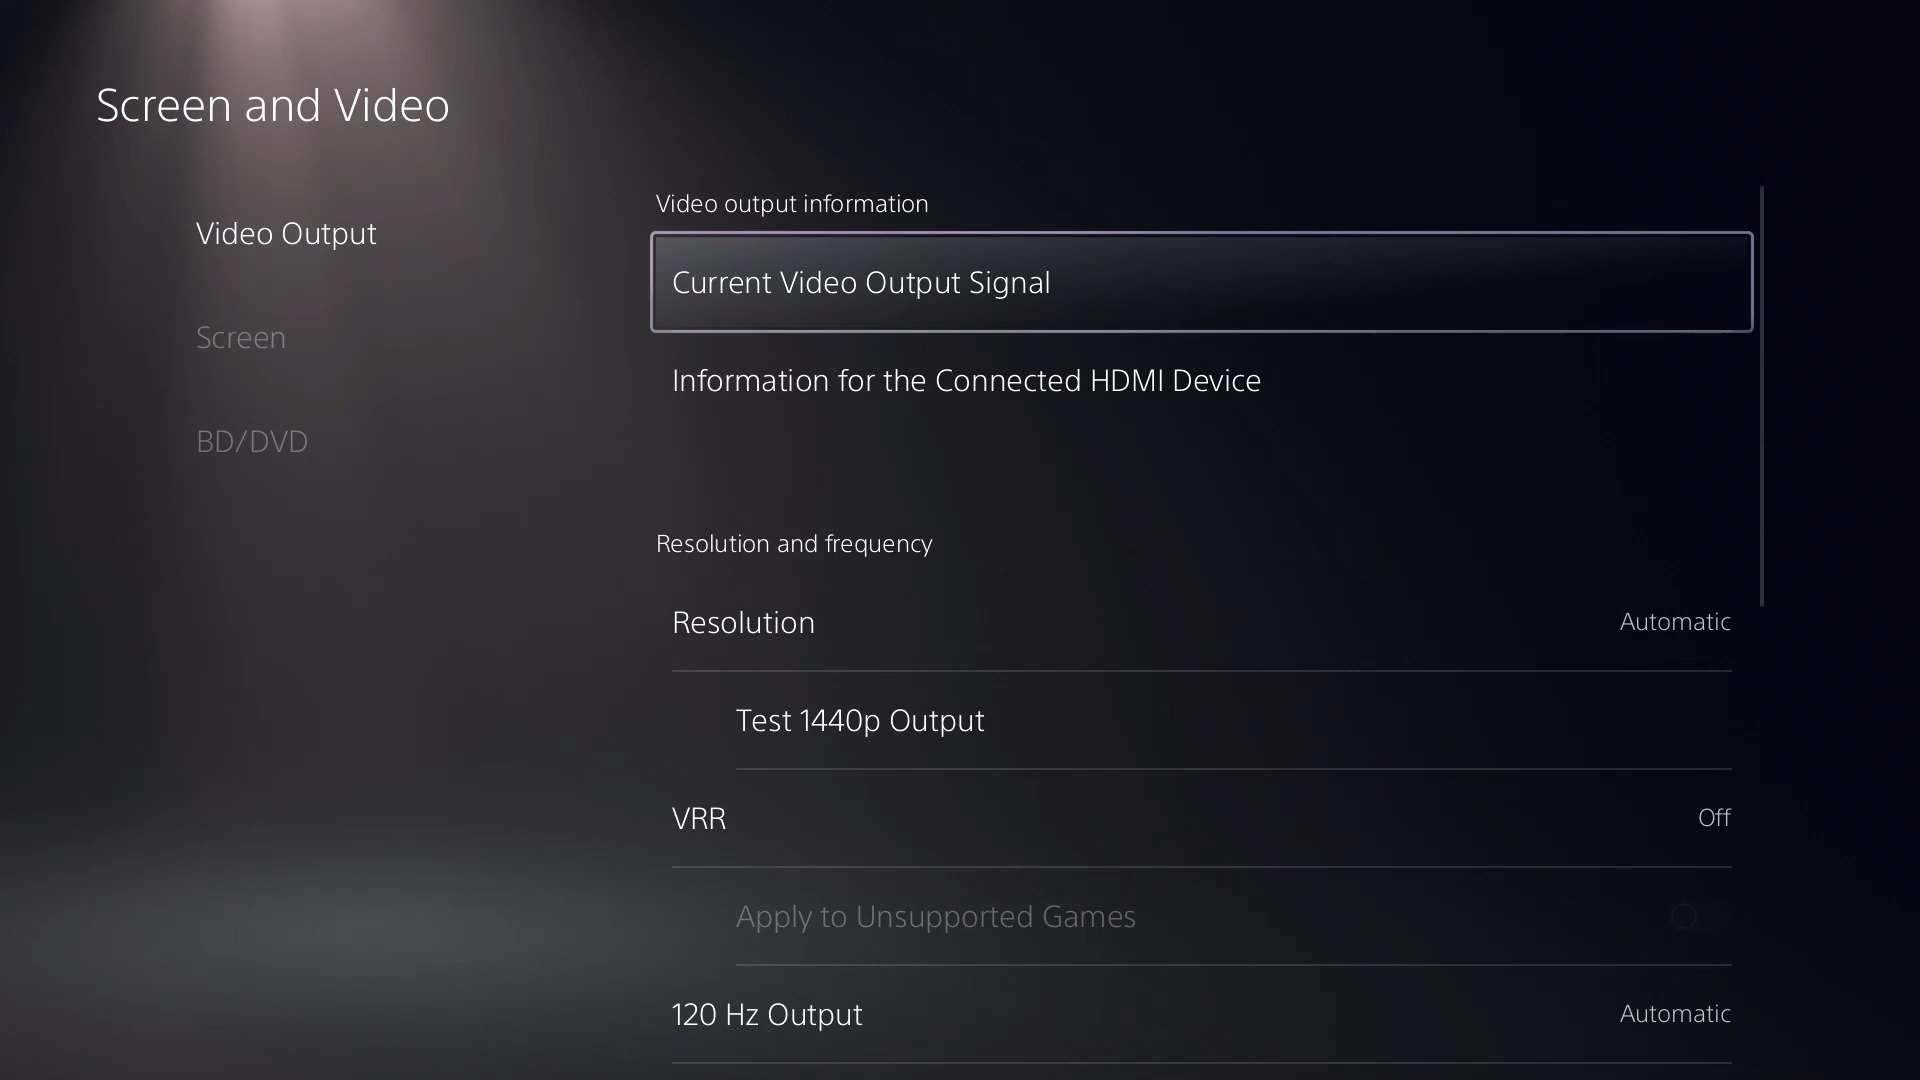 Screen and Video
Video Output
Screen
BD/DVD
Video output information
Current Video Output Signal
Information for the Connected HDMI Device
Resolution and frequency
Resolution Automatic
Test 1440p Output
VRR Off
Apply to Unsupported Games
120 Hz Output Automatic